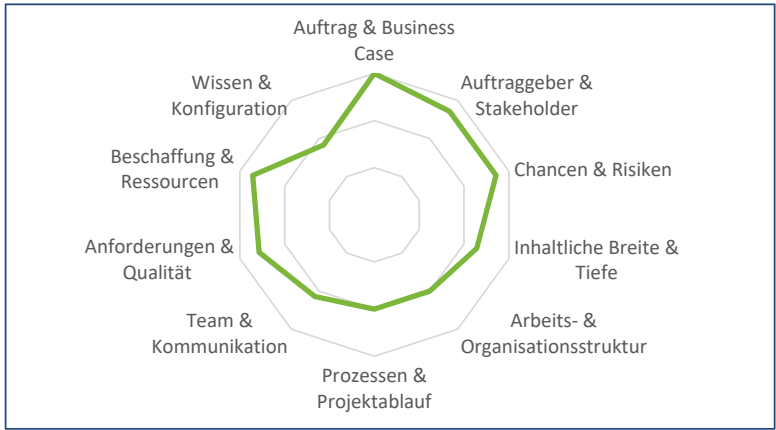 Auftrag & Business
Case
Auftraggeber &
Stakeholder
Chancen & Risiken
Inhaltliche Breite &
Tiefe
Arbeits- &
Organisationsstruktur
Prozessen &
Projektablauf
Team &
Kommunikation
Anforderungen &
Qualität
Beschaffung &
Ressourcen
Wissen &
Konfiguration